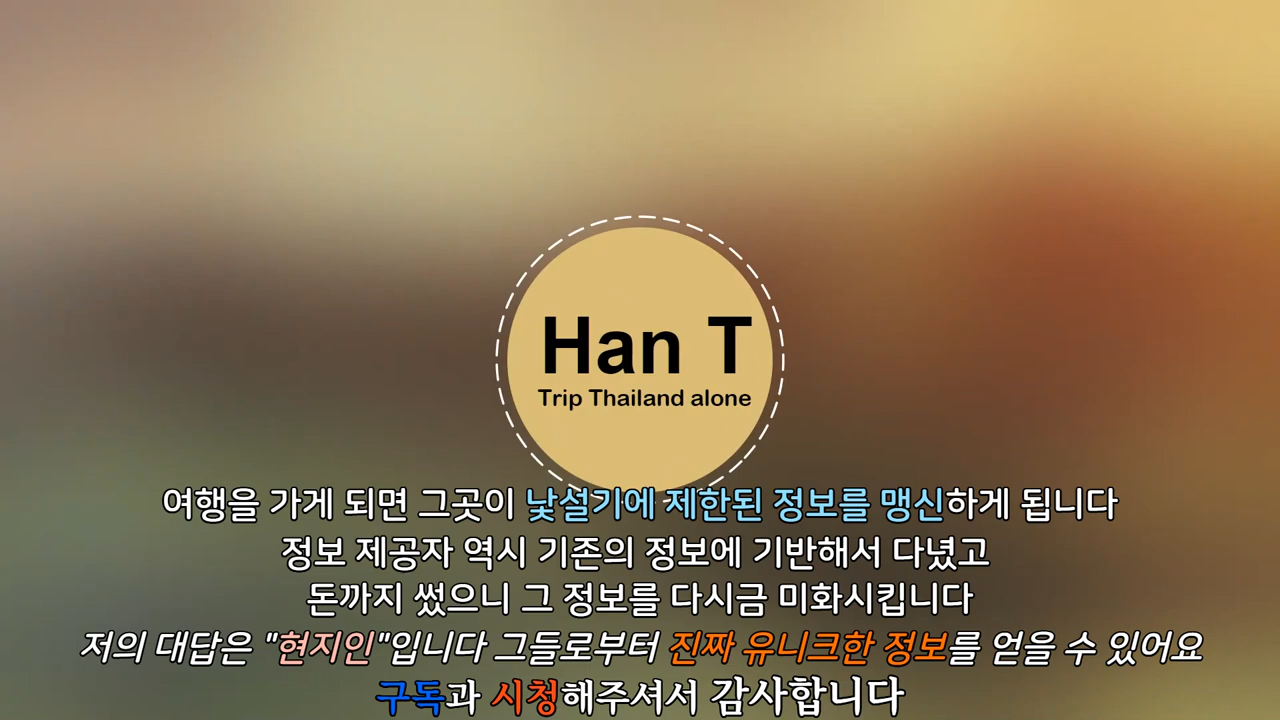 Han T
Trip Thailand alone
여행을 가게 되면 그곳이 낯설기에 제한된 정보를 맹신하게 됩니다
정보 제공자 역시 기존의 정보에 기반해서 다녔고
돈까지 썼으니 그 정보를 다시금 미화시킵니다
저의 대답은 "현지인"입니다 그들로부터 진짜 유니크한 정보를 얻을 수 있어요
구독과 시청해주셔서 감사합니다